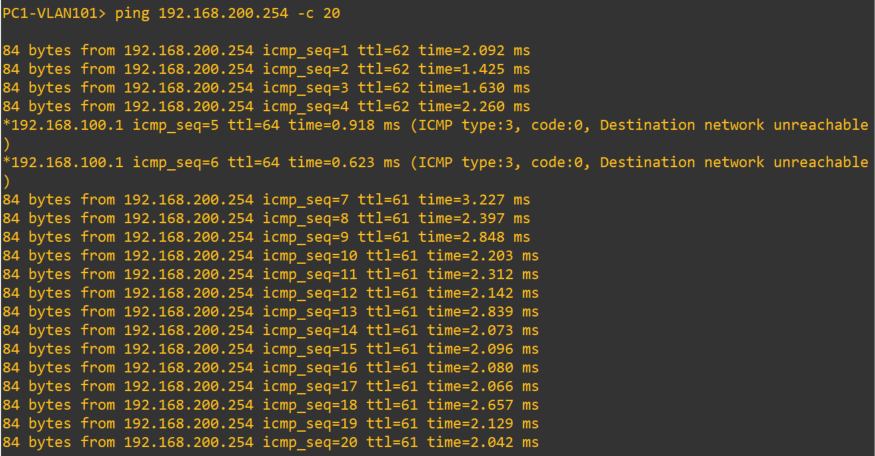 PC1-VLAN101> ping 192.168.200.254 -c 20
84 bytes from 192.168.200.254 icmp_seq=1 ttl=62 time=2.092 ms
84 bytes from 192.168.200.254 icmp_seq=2 ttl=62 time=1.425 ms
84 bytes from 192.168.200.254 icmp_seq=3 ttl=62 time=1.630 ms
84 bytes from 192.168.200.254 icmp_seq=4 ttl=62 time=2.260 ms
*192.168.100.1 icmp_seq=5 ttl=64 time=0.918 ms (ICMP type:3, code:0, Destination network unreachable
)
*192.168.100.1 icmp_seq=6 ttl=64 time=0.623 ms (ICMP type:3, code:0, Destination network unreachable
)
84 bytes from 192.168.200.254 icmp_seq=7 ttl=61 time=3.227 ms
84 bytes from 192.168.200.254 icmp_seq=8 ttl=61 time=2.397 ms
84 bytes from 192.168.200.254 icmp_seq=9 ttl=61 time=2.848 ms
84 bytes from 192.168.200.254 icmp_seq=10 ttl=61 time=2.203 ms
84 bytes from 192.168.200.254 icmp_seq=11 ttl=61 time=2.312 ms
84 bytes from 192.168.200.254 icmp_seq=12 ttl=61 time=2.142 ms
84 bytes from 192.168.200.254 icmp_seq=13 ttl=61 time=2.839 ms
84 bytes from 192.168.200.254 icmp_seq=14 ttl=61 time=2.073 ms
84 bytes from 192.168.200.254 icmp_seq=15 ttl=61 time=2.096 ms
84 bytes from 192.168.200.254 icmp_seq=16 ttl=61 time=2.080 ms
84 bytes from 192.168.200.254 icmp_seq=17 ttl=61 time=2.066 ms
84 bytes from 192.168.200.254 icmp_seq=18 ttl=61 time=2.657 ms
84 bytes from 192.168.200.254 icmp_seq=19 ttl=61 time=2.129 ms
84 bytes from 192.168.200.254 icmp_seq=20 ttl=61 time=2.042 ms